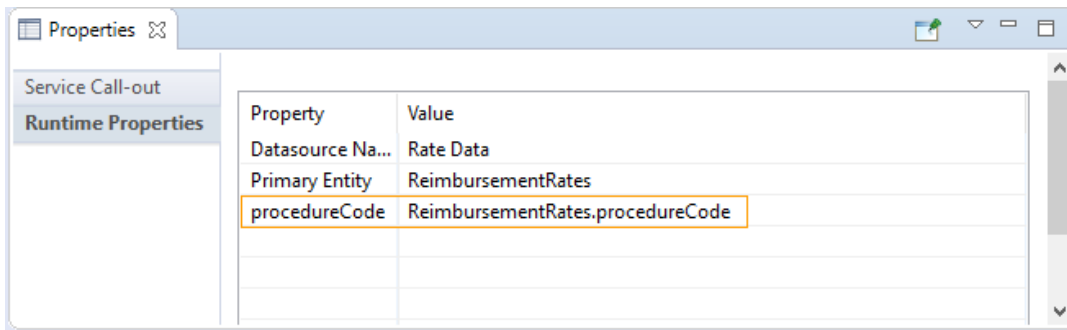 Properties
Service Call-out
Runtime Properties
Property Value
Datasource Na... Rate Data
Primary Entity ReimbursementRates
procedureCode ReimbursementRates.procedureCode